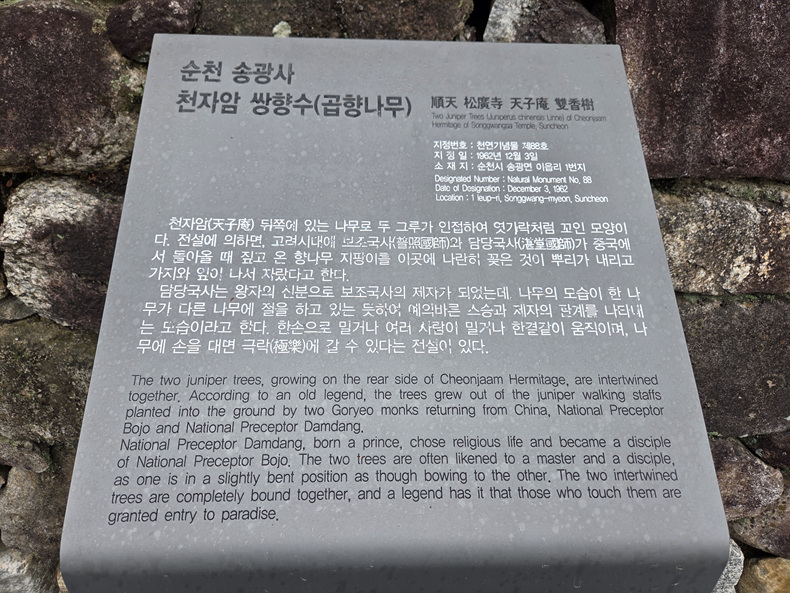 순천 송광사
천자암 쌍향수(곱향나무) 順天 松廣寺 天子庵 雙香樹
Two Juniper Trees (Juniperus chinensis Linne) of Cheonjaam
Hermitage of Songgwangsa Temple, Suncheon
지정번호 : 천연기념물 제88호
지 정 일 : 1962년 12월 3일
소 재 지 : 순천시 송광면 이읍리 1번지
Designated Number : Natural Monument No. 88
Date of Designation : December 3, 1962
Location : 1 Ieup-ri, Songgwang-myeon, Suncheon
천자암(天子庵) 뒤쪽에 있는 나무로 두 그루가 인접하여 엿가락처럼 꼬인 모양이
다. 전설에 의하면, 고려시대에 보조국사(普照國師)와 담당국사(湛堂國師)가 중국에
서 돌아올 때 짚고 온 향나무 지팡이를 이곳에 나란히 꽂은 것이 뿌리가 내리고
가지와 잎이 나서 자랐다고 한다.
담당국사는 왕자의 신분으로 보조국사의 제자가 되었는데, 나무의 모습이 한 나
무가 다른 나무에 절을 하고 있는 듯하여 예의바른 스승과 제자의 관계를 나타내
는 모습이라고 한다. 한손으로 밀거나 여러 사람이 밀거나 한결같이 움직이며, 나
무에 손을 대면 극락(極樂)에 갈 수 있다는 전설이 있다.
The two juniper trees, growing on the rear side of Cheonjaam Hermitage, are intertwined
together. According to an old legend, the trees grew out of the juniper walking staffs
planted into the ground by two Goryeo monks returning from China, National Preceptor
Bojo and National Preceptor Damdang.
National Preceptor Damdang, born a prince, chose religious life and became a disciple
of National Preceptor Bojo. The two trees are often likened to a master and a disciple,
as one is in a slightly bent position as though bowing to the other. The two intertwined
trees are completely bound together, and a legend has it that those who touch them are
granted entry to paradise.